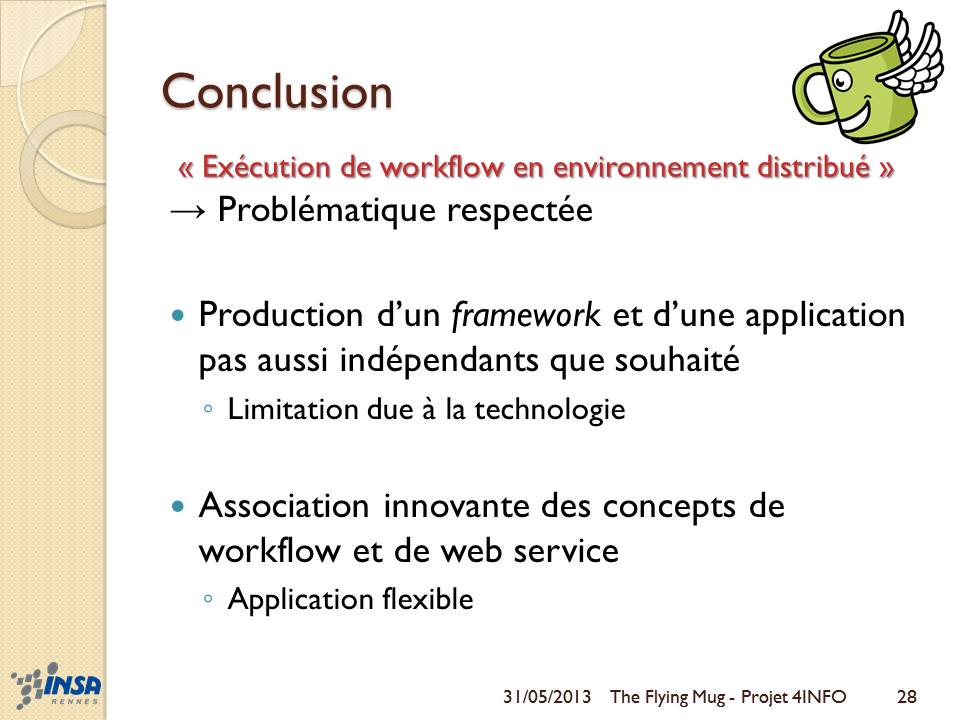 Conclusion
« Exécution de workflow en environnement distribué »
→ Problématique respectée
• Production d’un framework et d’une application
pas aussi indépendants que souhaité
◦ Limitation due à la technologie
• Association innovante des concepts de
workflow et de web service
◦ Application flexible
INSA
RENNES
31/05/2013 The Flying Mug - Projet 4INFO 28